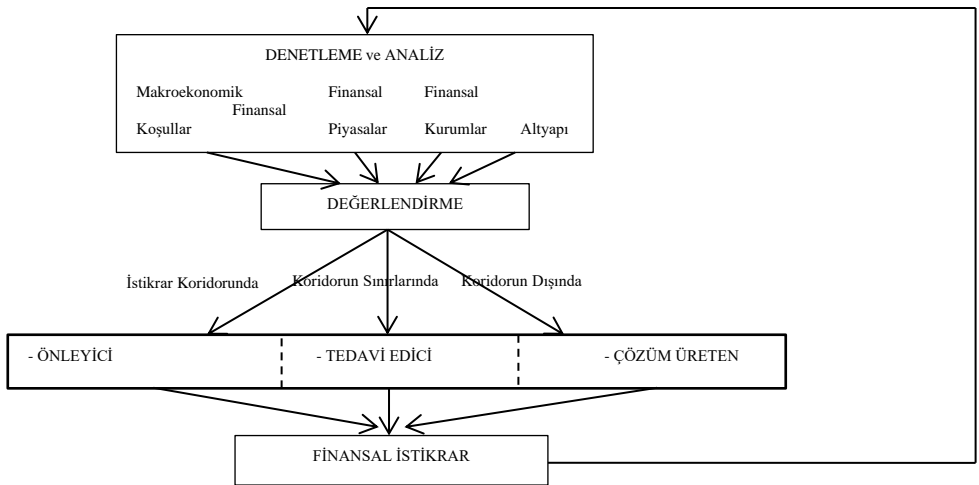 DENETLEME ve ANALİZ
Makroekonomik Finansal Finansal
Finansal
Koşullar Piyasalar Kurumlar Altyapı
DEĞERLENDİRME
İstikrar Koridorunda Koridorun Sınırlarında Koridorun Dışında
- ÖNLEYİCİ - TEDAVİ EDİCİ - ÇÖZÜM ÜRETEN
FİNANSAL İSTİKRAR